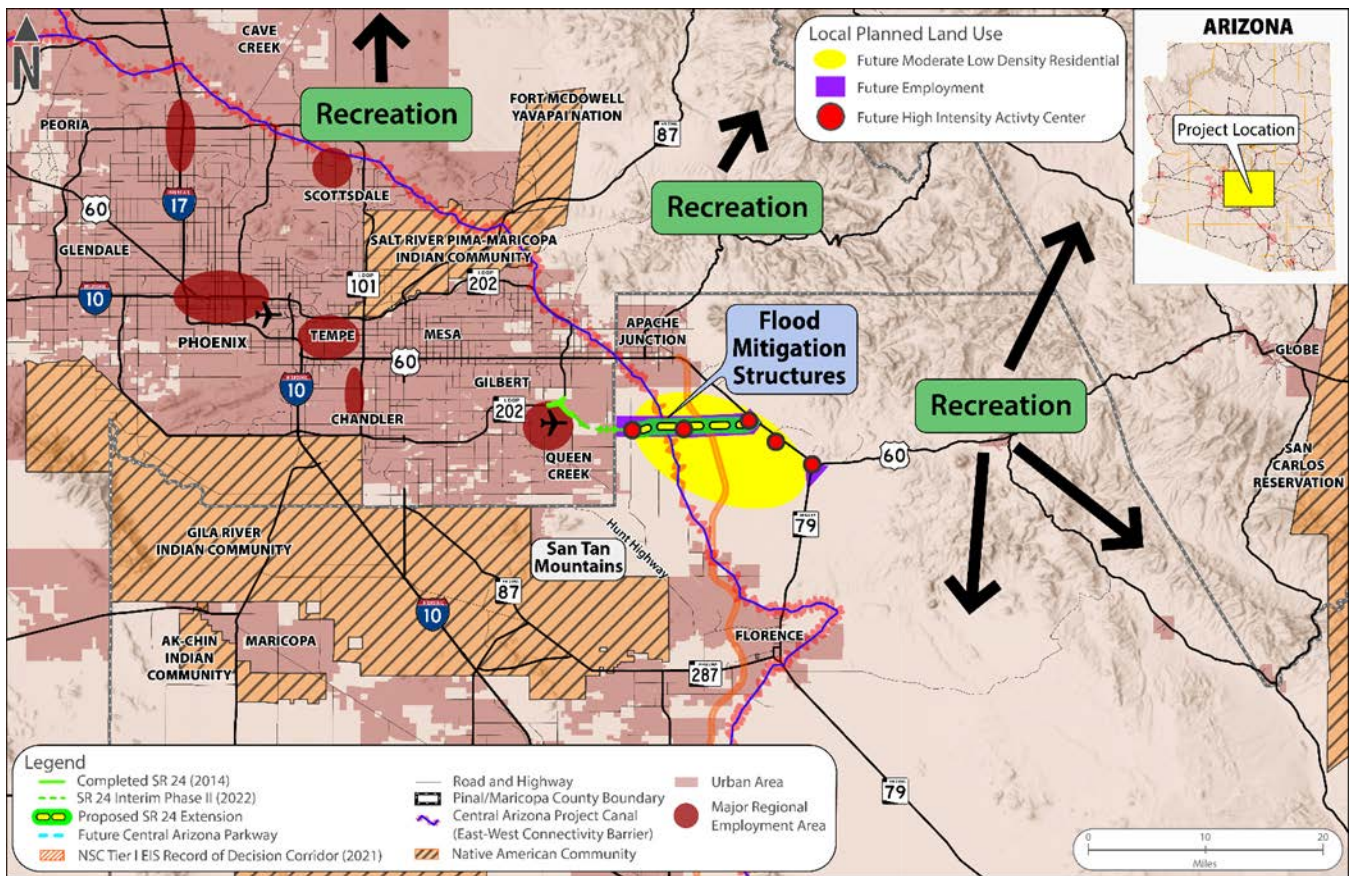 N
CAVE
CREEK
Recreation
PEORIA
FORT MCDOWELL
YAVAPAI NATION
87
60
17
SCOTTSDALE
GLENDALE
SALT RIVER PIMA-MARICOPA
INDIAN COMMUNITY
LOOP
101
LOOP
202
10
PHOENIX
TEMPE
MESA
60
APACHE
JUNCTION
10
GILBERT
CHANDLER
LOOP
202
QUEEN
CREEK
Recreation
Flood
Mitigation
Structures
Recreation
GLOBE
SAN
CARLOS
RESERVATION
60
79
GILA RIVER
INDIAN COMMUNITY
San Tan
Mountains
Hunt Highway
87
10
AK-CHIN
INDIAN
COMMUNITY
MARICOPA
FLORENCE
287
79
Local Planned Land Use
Future Moderate Low Density Residential
Future Employment
Future High Intensity Activty Center
ARIZONA
Project Location
Legend
Completed SR 24 (2014)
SR 24 Interim Phase II (2022)
Proposed SR 24 Extension
Future Central Arizona Parkway
NSC Tier I EIS Record of Decision Corridor (2021)
Road and Highway
Pinal/Maricopa County Boundary
Central Arizona Project Canal
(East-West Connectivity Barrier)
Native American Community
Urban Area
Major Regional
Employment Area
0 10 20
Miles